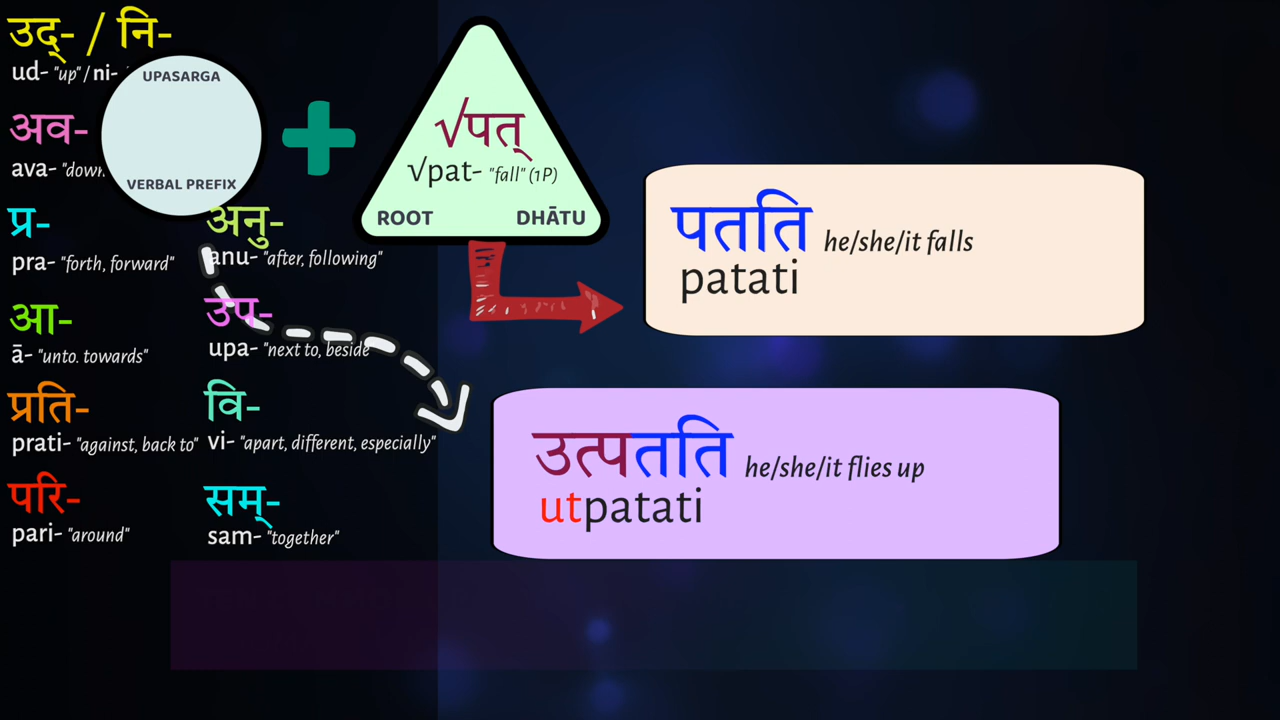 उद्- / नि-
ud- "up" / ni-
UPASARGA
VERBAL PREFIX
अव-
ava- "down
प्र-
pra- "forth, forward"
अनु-
anu- "after, following"
आ-
ā- "unto. towards"
उप-
upa- "next to, beside
प्रति-
prati- "against, back to"
वि-
vi- "apart, different, especially"
परि-
pari- "around"
सम्-
sam- "together"
√पत्
√pat- "fall" (1P)
ROOT DHĀTU
पतति he/she/it falls
patati
उत्पतति he/she/it flies up
utpatati